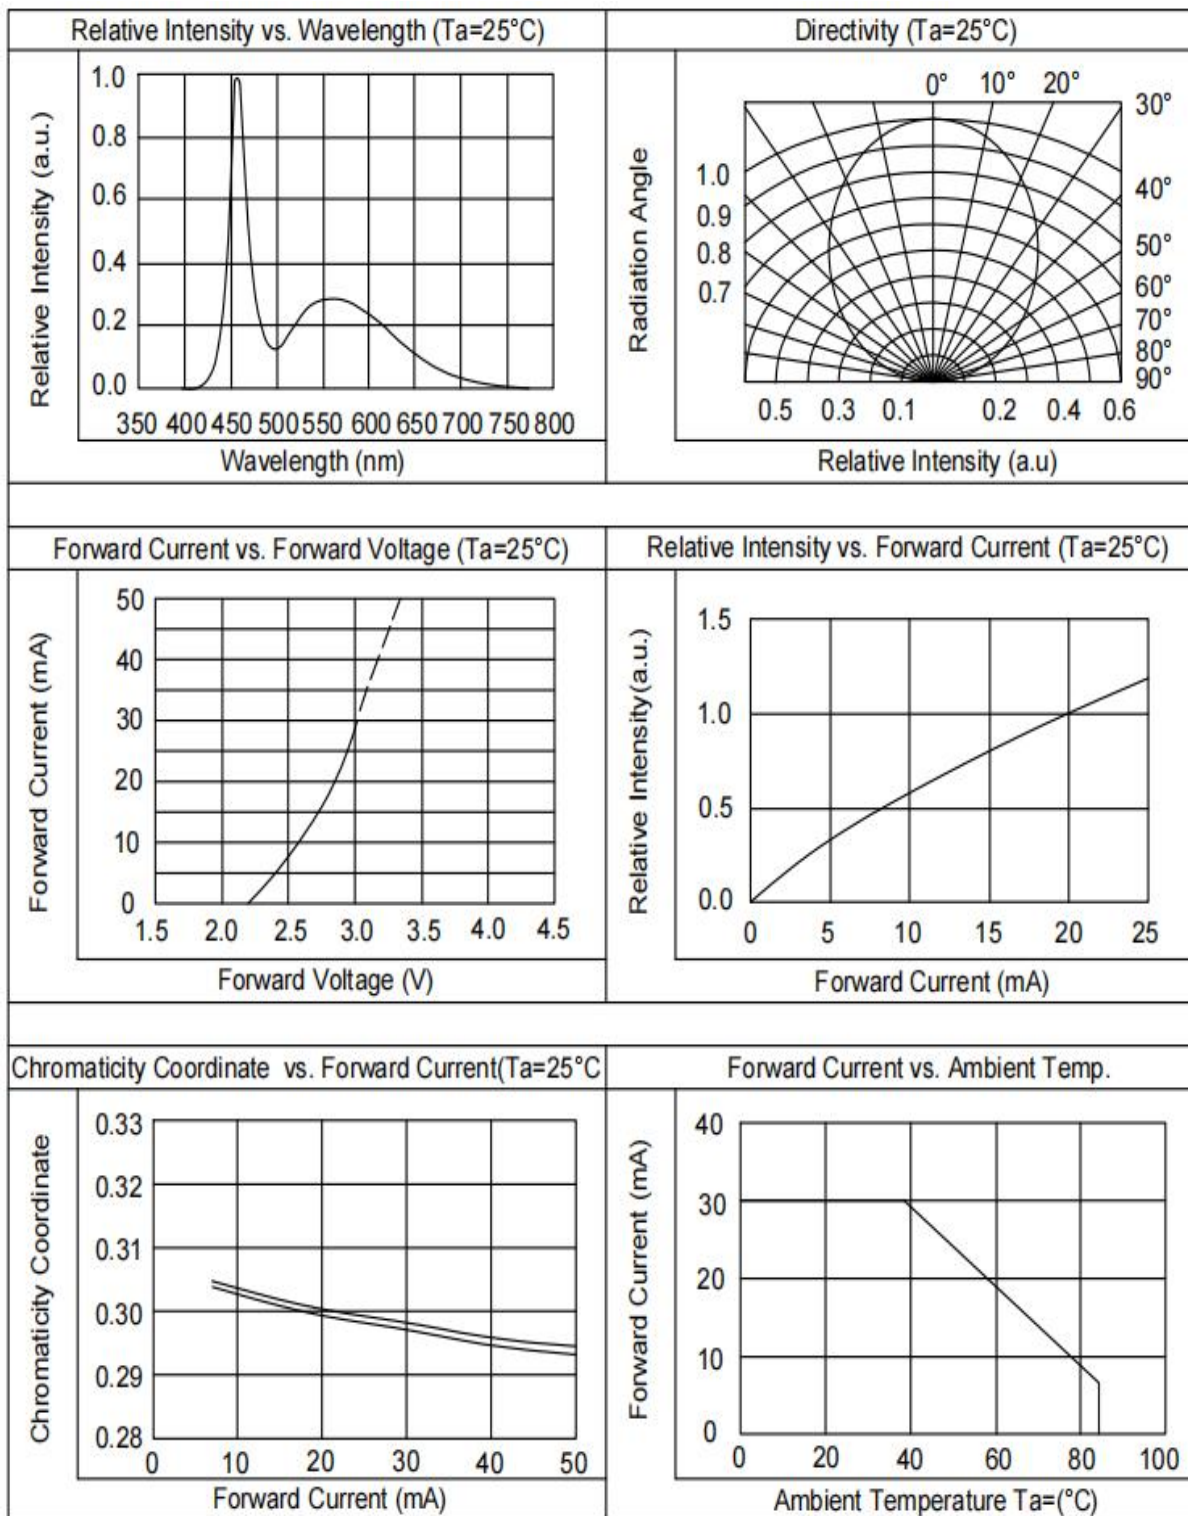 Relative Intensity vs. Wavelength (Ta=25°C)
Relative Intensity (a.u.)
1.0
0.8
0.6
0.4
0.2
0.0
350 400 450 500 550 600 650 700 750 800
Wavelength (nm)
Directivity (Ta=25°C)
Radiation Angle
0° 10° 20°
30°
40°
50°
60°
70°
80°
90°
1.0
0.9
0.8
0.7
0.5 0.3 0.1 0.2 0.4 0.6
Relative Intensity (a.u)
Forward Current vs. Forward Voltage (Ta=25°C)
Forward Current (mA)
50
40
30
20
10
0
1.5 2.0 2.5 3.0 3.5 4.0 4.5
Forward Voltage (V)
Relative Intensity vs. Forward Current (Ta=25°C)
Relative Intensity(a.u.)
1.5
1.0
0.5
0.0
0 5 10 15 20 25
Forward Current (mA)
Chromaticity Coordinate vs. Forward Current(Ta=25°C
Chromaticity Coordinate
0.33
0.32
0.31
0.30
0.29
0.28
0 10 20 30 40 50
Forward Current (mA)
Forward Current vs. Ambient Temp.
Forward Current (mA)
40
30
20
10
0
0 20 40 60 80 100
Ambient Temperature Ta=(°C)